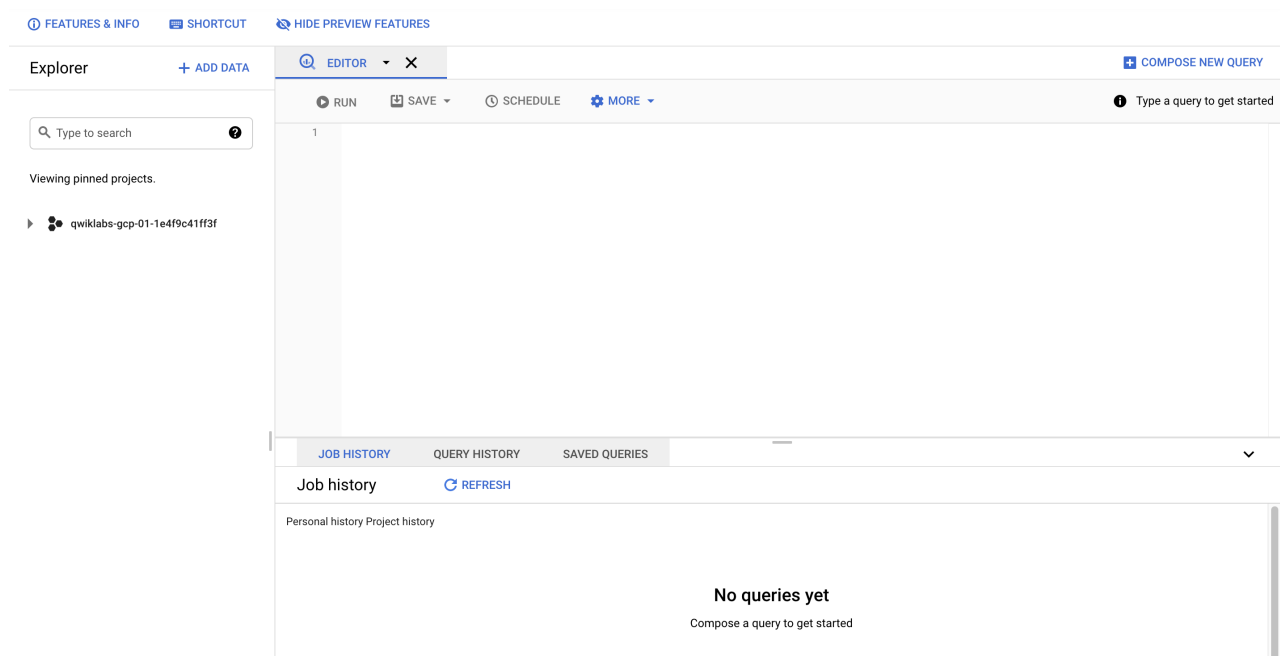 FEATURES & INFO SHORTCUT HIDE PREVIEW FEATURES
Explorer + ADD DATA
Type to search
Viewing pinned projects.
qwiklabs-gcp-01-1e4f9c41ff3f
EDITOR
COMPOSE NEW QUERY
RUN SAVE SCHEDULE MORE
Type a query to get started
1
JOB HISTORY QUERY HISTORY SAVED QUERIES
Job history REFRESH
Personal history Project history
No queries yet
Compose a query to get started